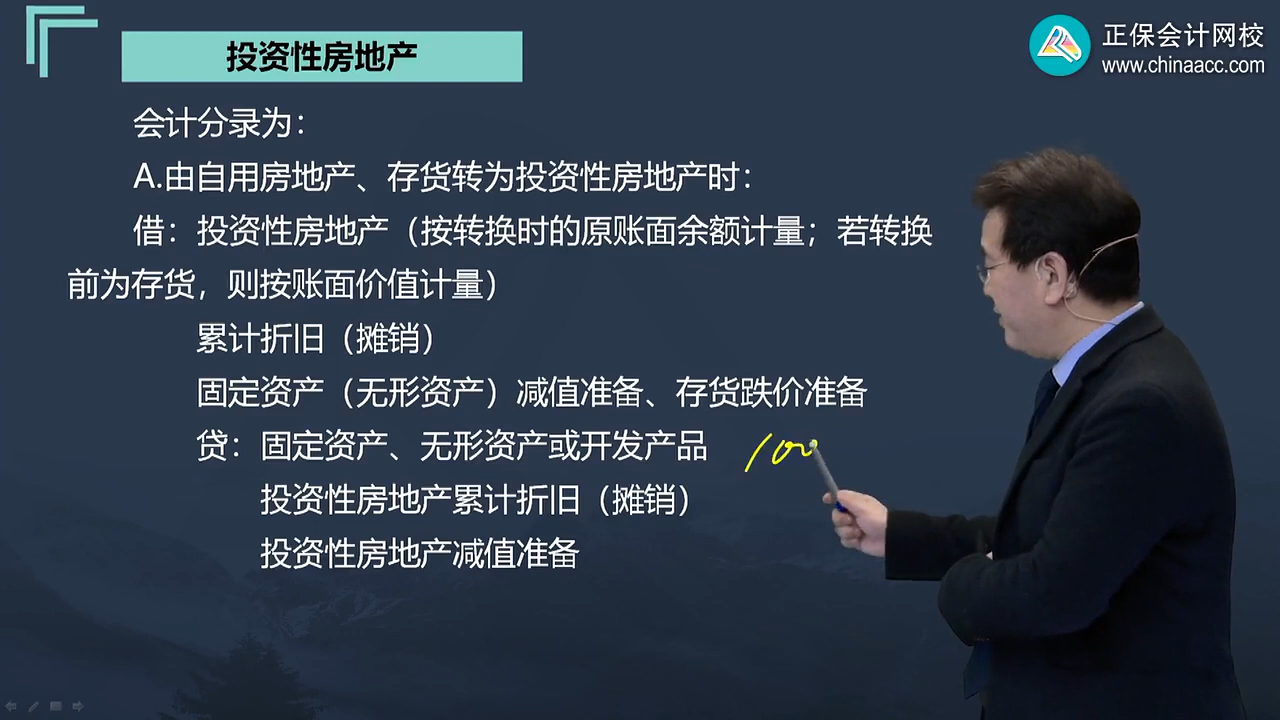 投资性房地产
正保会计网校
www.chinaacc.com
会计分录为：
A.由自用房地产、存货转为投资性房地产时：
借：投资性房地产（按转换时的原账面余额计量；若转换
前为存货，则按账面价值计量）
累计折旧（摊销）
固定资产（无形资产）减值准备、存货跌价准备
贷：固定资产、无形资产或开发产品
100
投资性房地产累计折旧（摊销）
投资性房地产减值准备